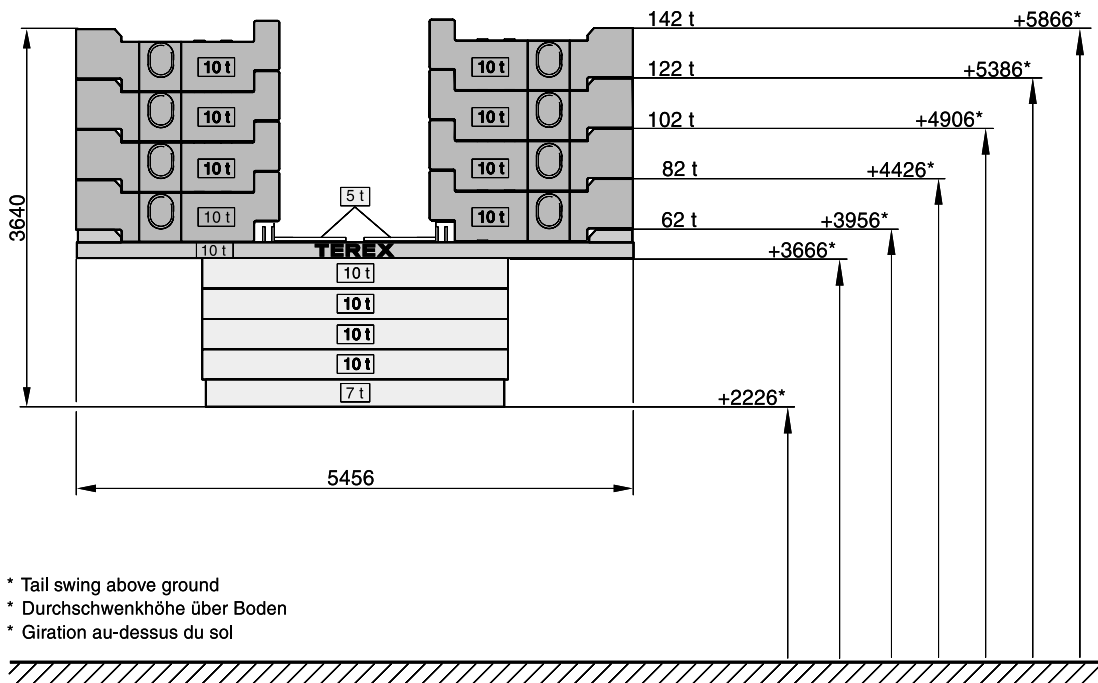 142 t +5866*
10 t 10 t 122 t +5386*
10 t 10 t 102 t +4906*
10 t 10 t 82 t +4426*
5 t
10 t 10 t 62 t +3956*
3640
10 t TEREX +3666*
10 t
10 t
10 t
10 t
7 t +2226*
5456
* Tail swing above ground
* Durchschwenkhöhe über Boden
* Giration au-dessus du sol